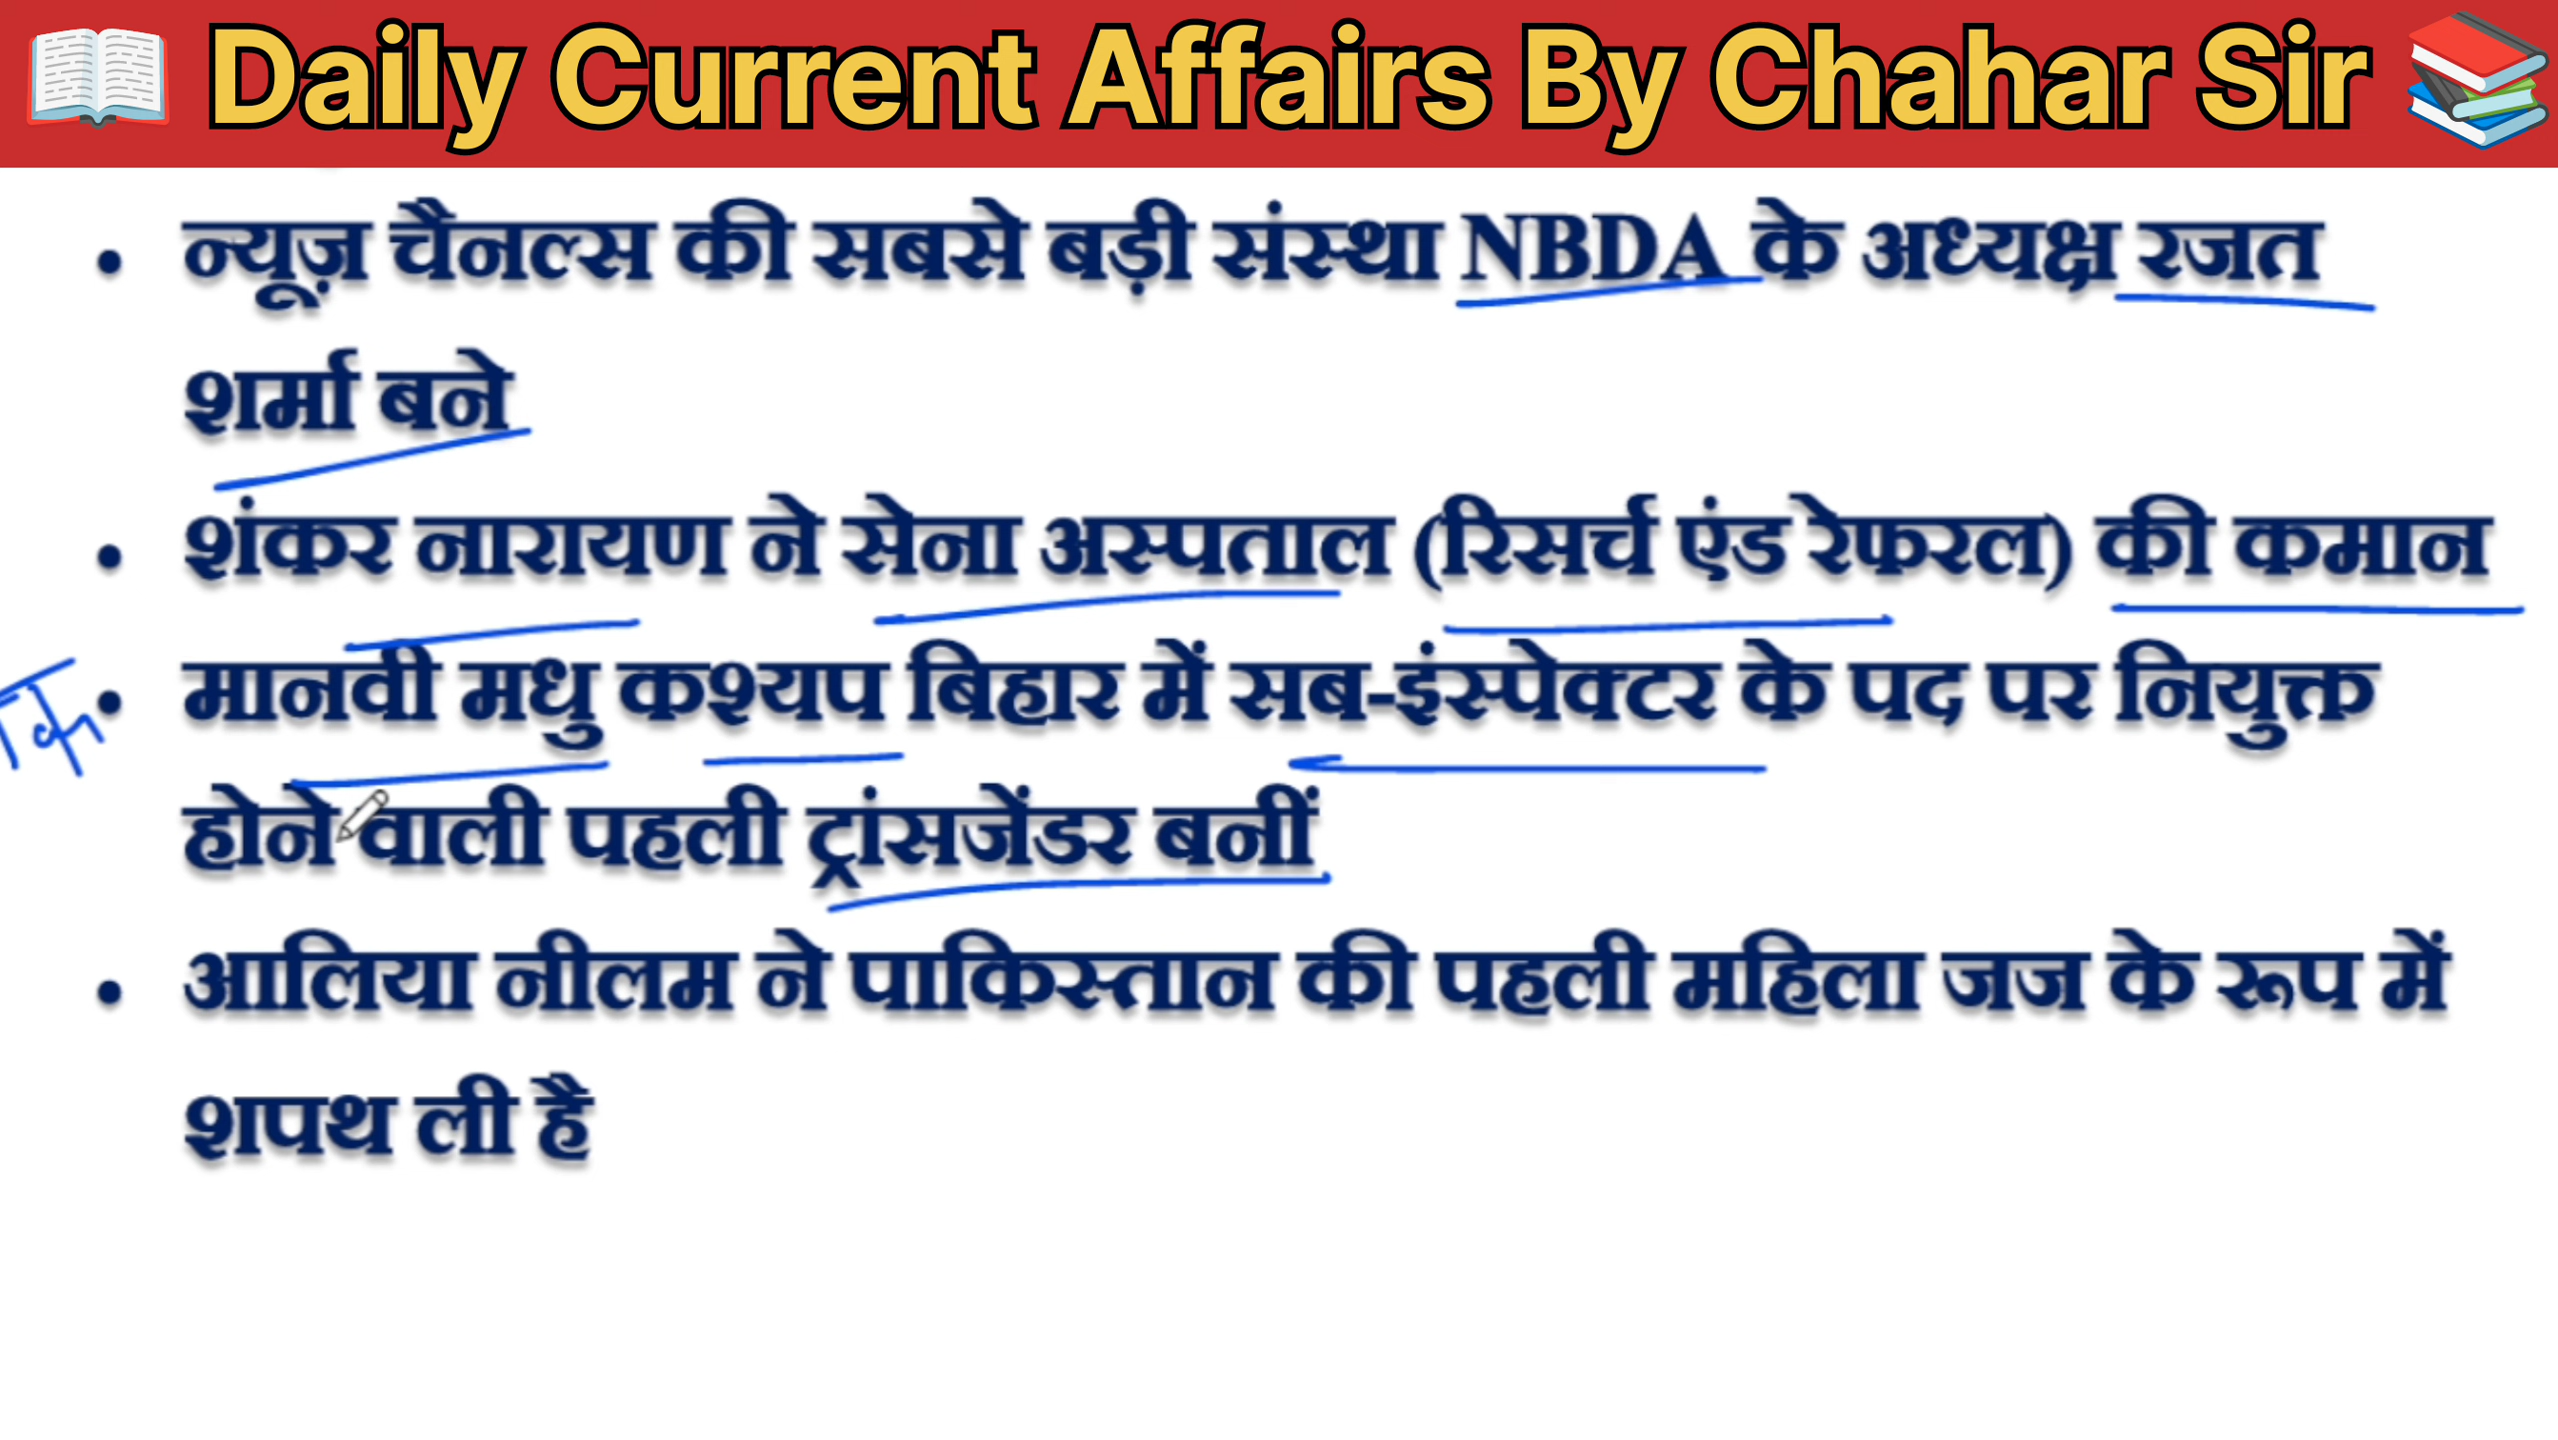 Daily Current Affairs By Chahar Sir
• न्यूज़ चैनल्स की सबसे बड़ी संस्था NBDA के अध्यक्ष रजत
शर्मा बने
• शंकर नारायण ने सेना अस्पताल (रिसर्च एंड रेफरल) की कमान
• मानवी मधु कश्यप बिहार में सब-इंस्पेक्टर के पद पर नियुक्त
होने वाली पहली ट्रांसजेंडर बनीं
• आलिया नीलम ने पाकिस्तान की पहली महिला जज के रूप में
शपथ ली है